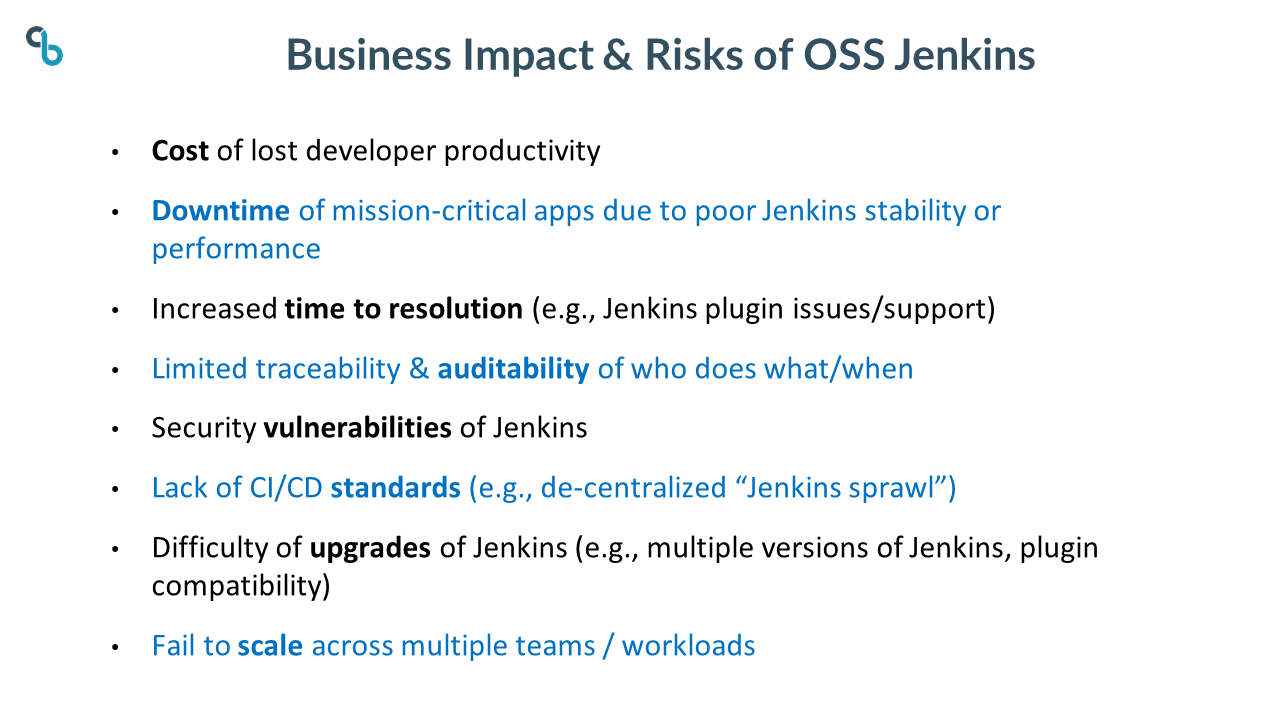 Business Impact & Risks of OSS Jenkins
• Cost of lost developer productivity
• Downtime of mission-critical apps due to poor Jenkins stability or
performance
• Increased time to resolution (e.g., Jenkins plugin issues/support)
• Limited traceability & auditability of who does what/when
• Security vulnerabilities of Jenkins
• Lack of CI/CD standards (e.g., de-centralized “Jenkins sprawl”)
• Difficulty of upgrades of Jenkins (e.g., multiple versions of Jenkins, plugin
compatibility)
• Fail to scale across multiple teams / workloads